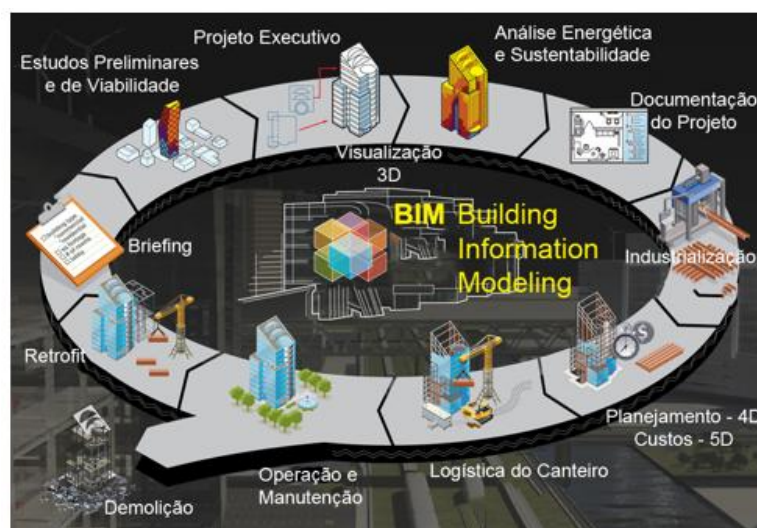 Projeto Executivo
Análise Energética
e Sustentabilidade
Estudos Preliminares
e de Viabilidade
Documentação
do Projeto
Visualização
3D
BIM Building
Information
Modeling
Briefing
Industrialização
Retrofit
Planejamento - 4D
Custos - 5D
Logística do Canteiro
Operação e
Manutenção
Demolição